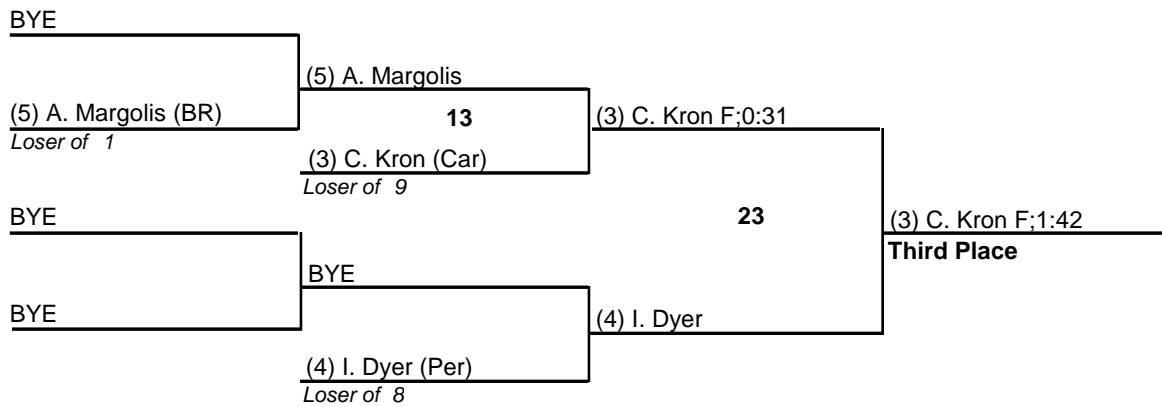 BYE
(5) A. Margolis
(5) A. Margolis (BR)
Loser of 1
13
(3) C. Kron F;0:31
(3) C. Kron (Car)
Loser of 9
BYE
23
(3) C. Kron F;1:42
Third Place
BYE
BYE
(4) I. Dyer
(4) I. Dyer (Per)
Loser of 8